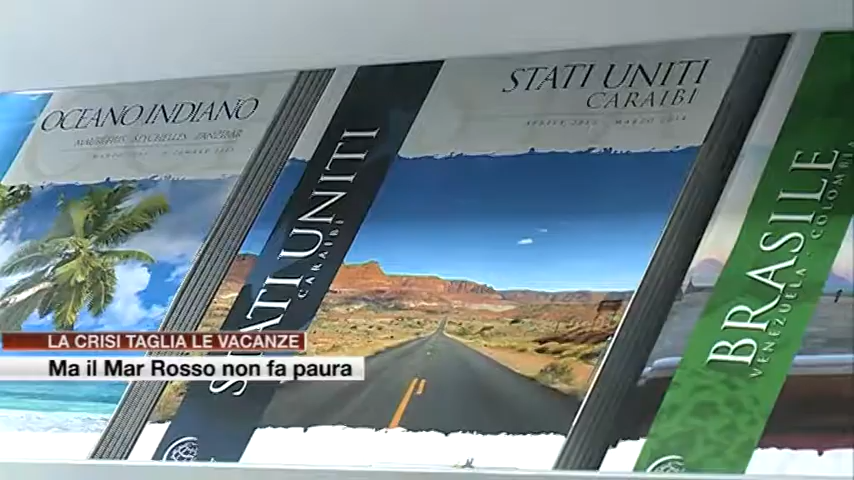 OCEANO INDIANO
MAURITIUS SEYCHELLES ZANZIBAR
STATI UNITI
CARAIBI
STATI UNITI
CARAIBI
BRASILE
VENEZUELA · COLOMBIA
LA CRISI TAGLIA LE VACANZE
Ma il Mar Rosso non fa paura